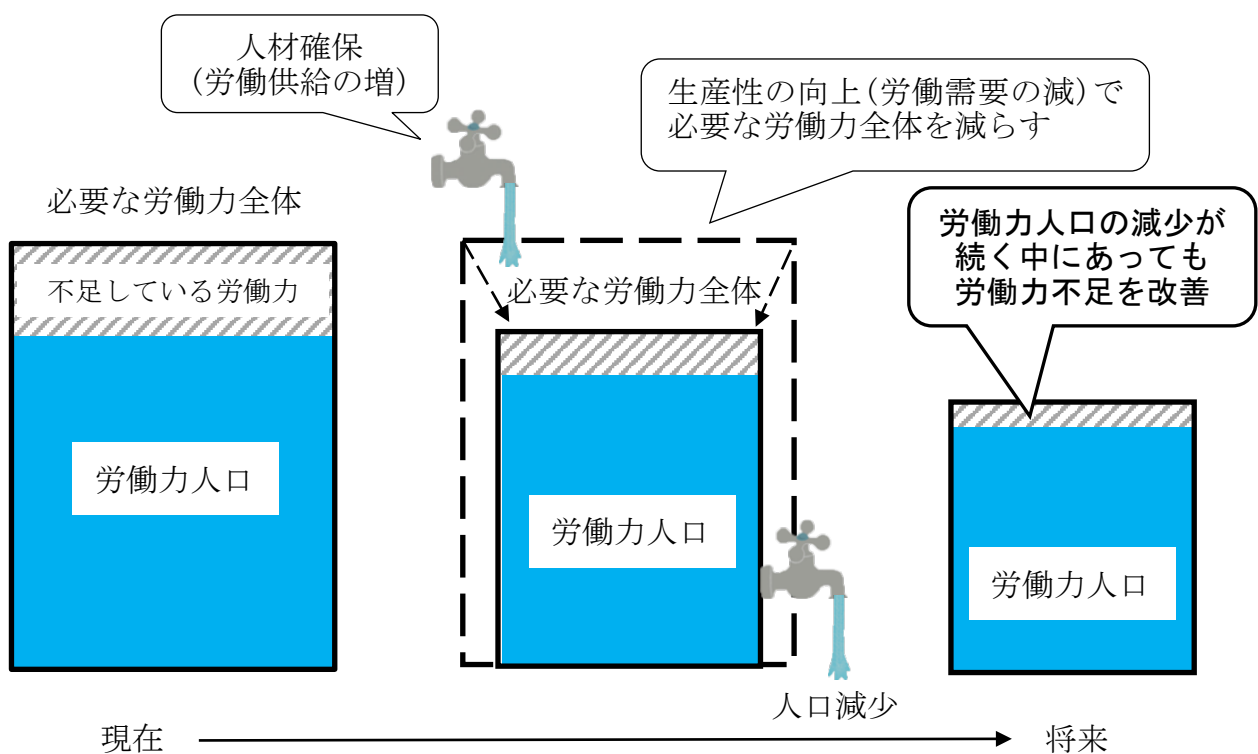 人材確保
(労働供給の増)
生産性の向上(労働需要の減)で
必要な労働力全体を減らす
必要な労働力全体
不足している労働力
労働力人口
必要な労働力全体
労働力人口
人口減少
労働力人口の減少が
続く中にあっても
労働力不足を改善
労働力人口
現在
将来